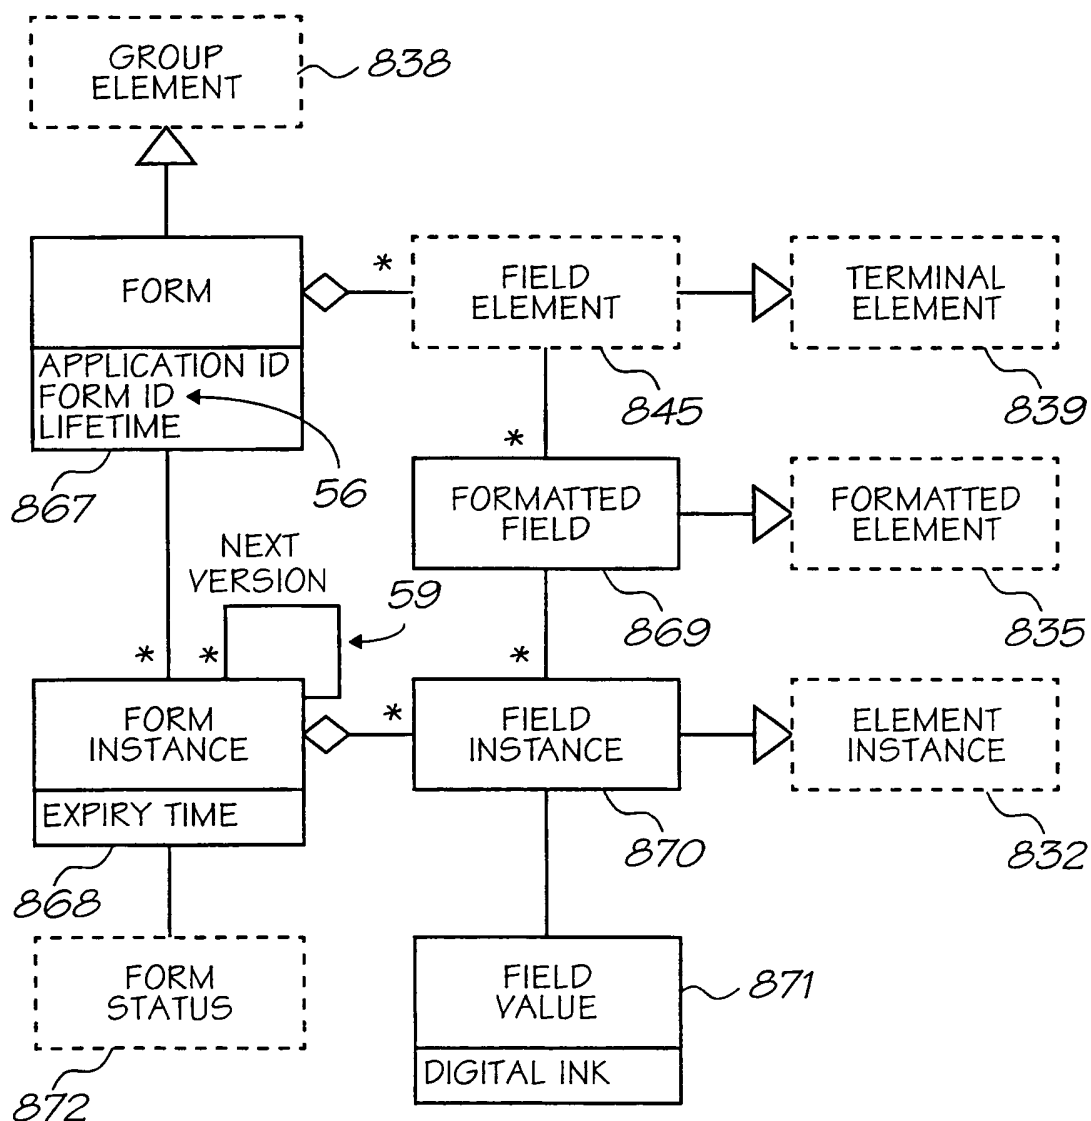 GROUP
ELEMENT
838
FORM
*
FIELD
ELEMENT
TERMINAL
ELEMENT
APPLICATION ID
FORM ID
LIFETIME
867
56
845
839
*
FORMATTED
FIELD
FORMATTED
ELEMENT
869
835
NEXT
VERSION
59
*
*
*
FORM
INSTANCE
*
FIELD
INSTANCE
ELEMENT
INSTANCE
EXPIRY TIME
868
870
832
FORM
STATUS
872
FIELD
VALUE
871
DIGITAL INK